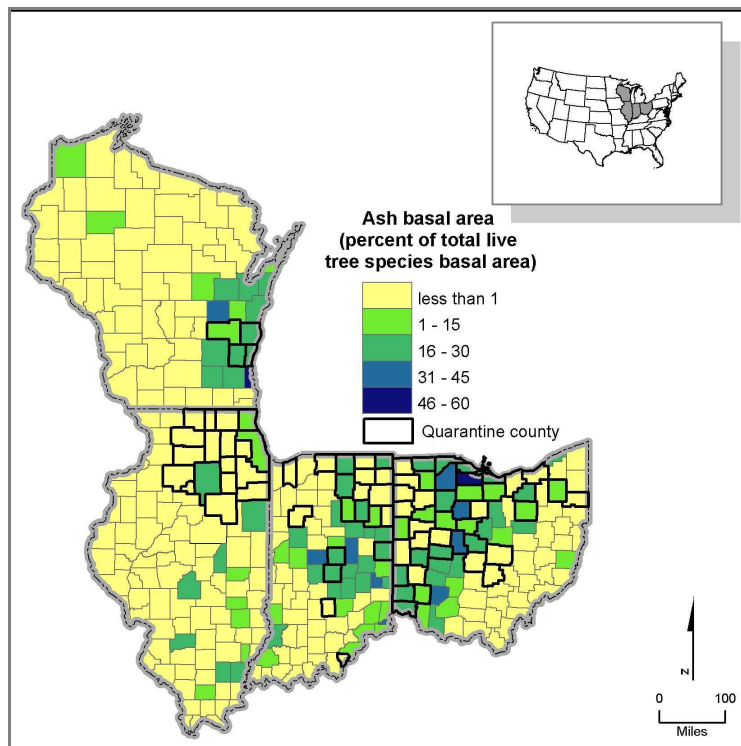 Ash basal area
(percent of total live
tree species basal area)
less than 1
1 - 15
16 - 30
31 - 45
46 - 60
Quarantine county
N
0 100
Miles